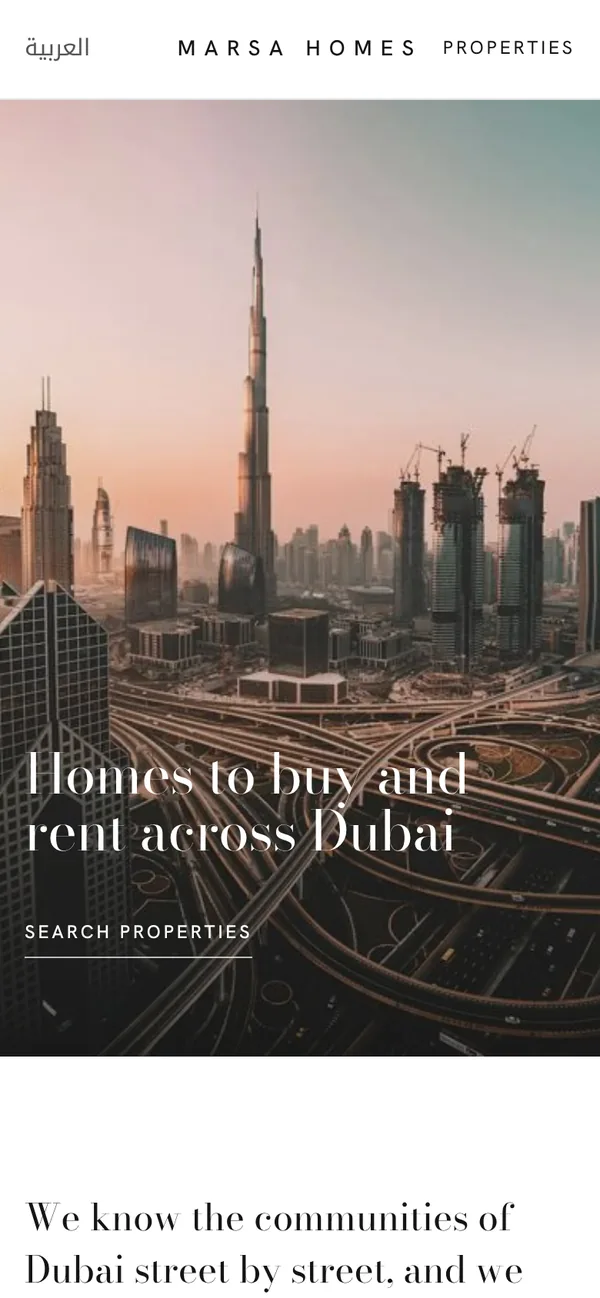 العربية
MARSA HOMES
PROPERTIES
Homes to buy and
rent across Dubai
SEARCH PROPERTIES
We know the communities of
Dubai street by street, and we